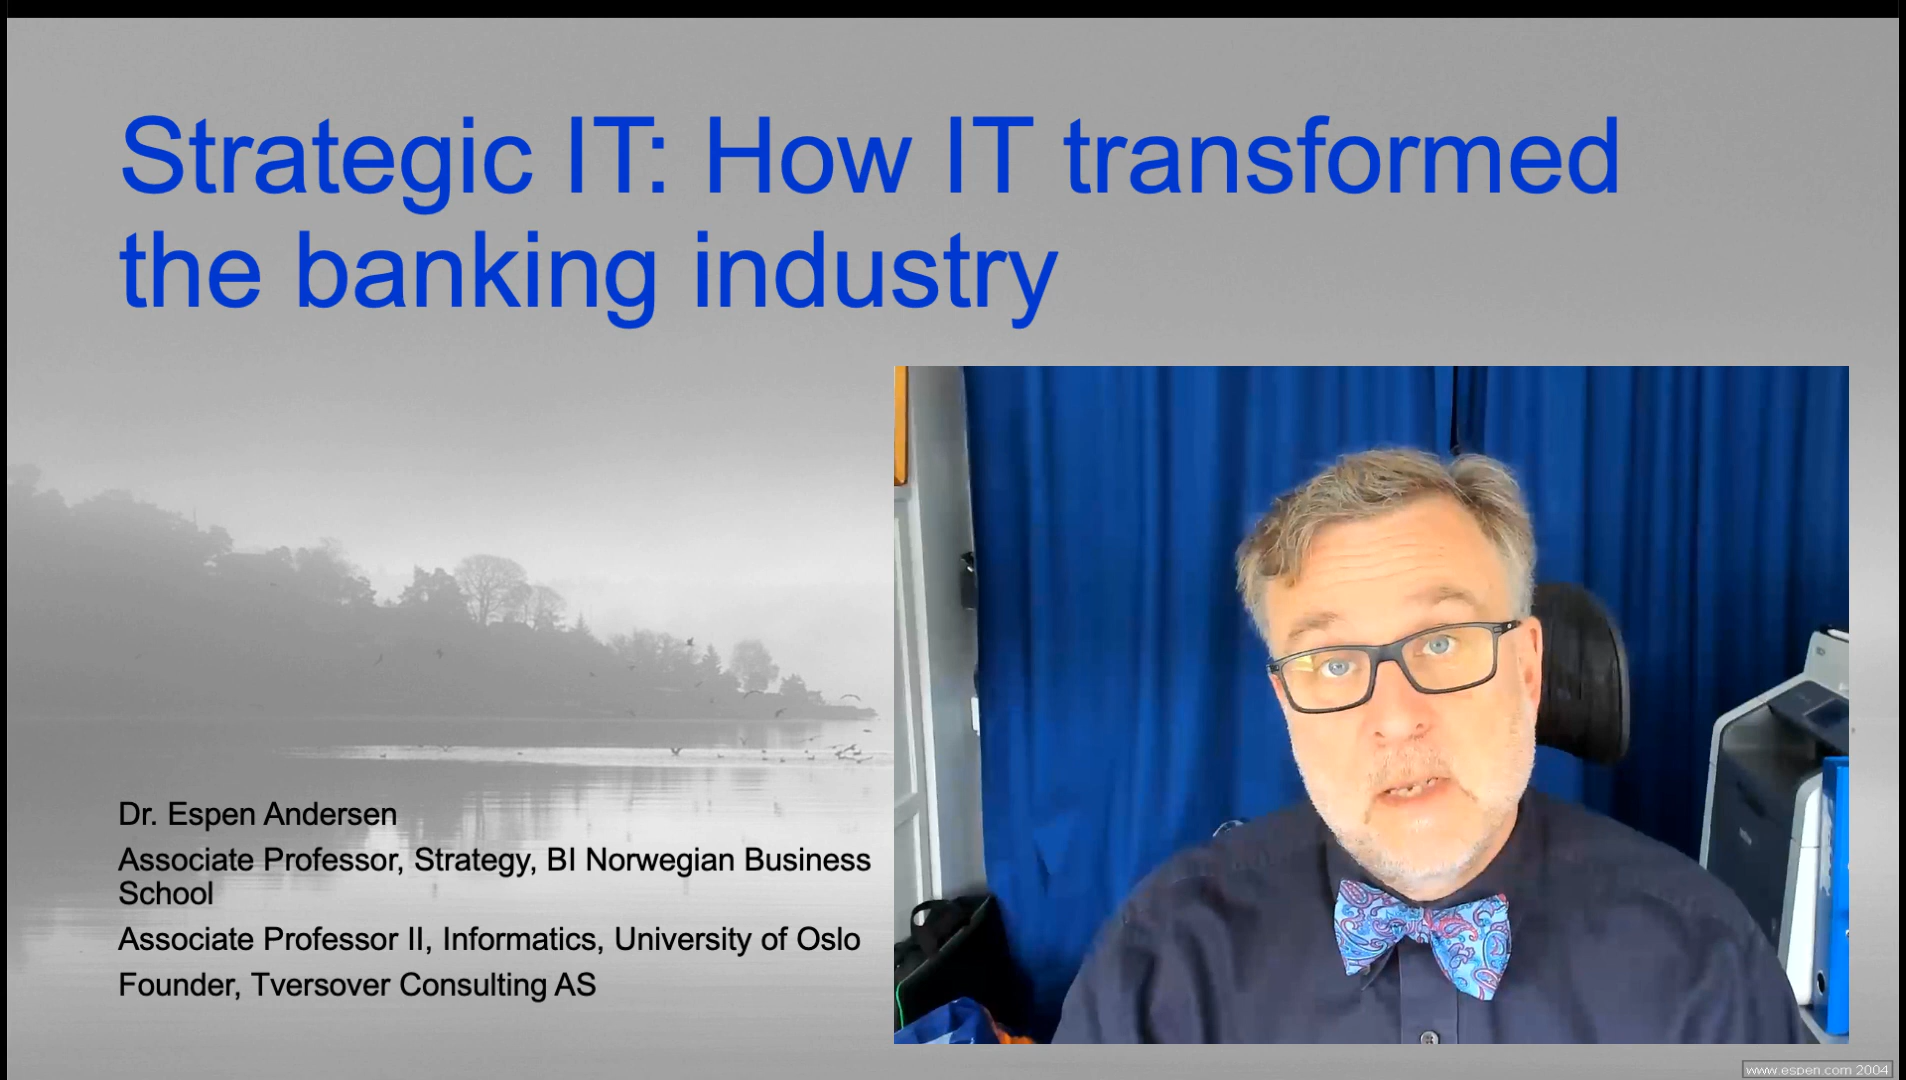 Strategic IT: How IT transformed
the banking industry
Dr. Espen Andersen
Associate Professor, Strategy, BI Norwegian Business
School
Associate Professor II, Informatics, University of Oslo
Founder, Tversover Consulting AS
www.espen.com 2004